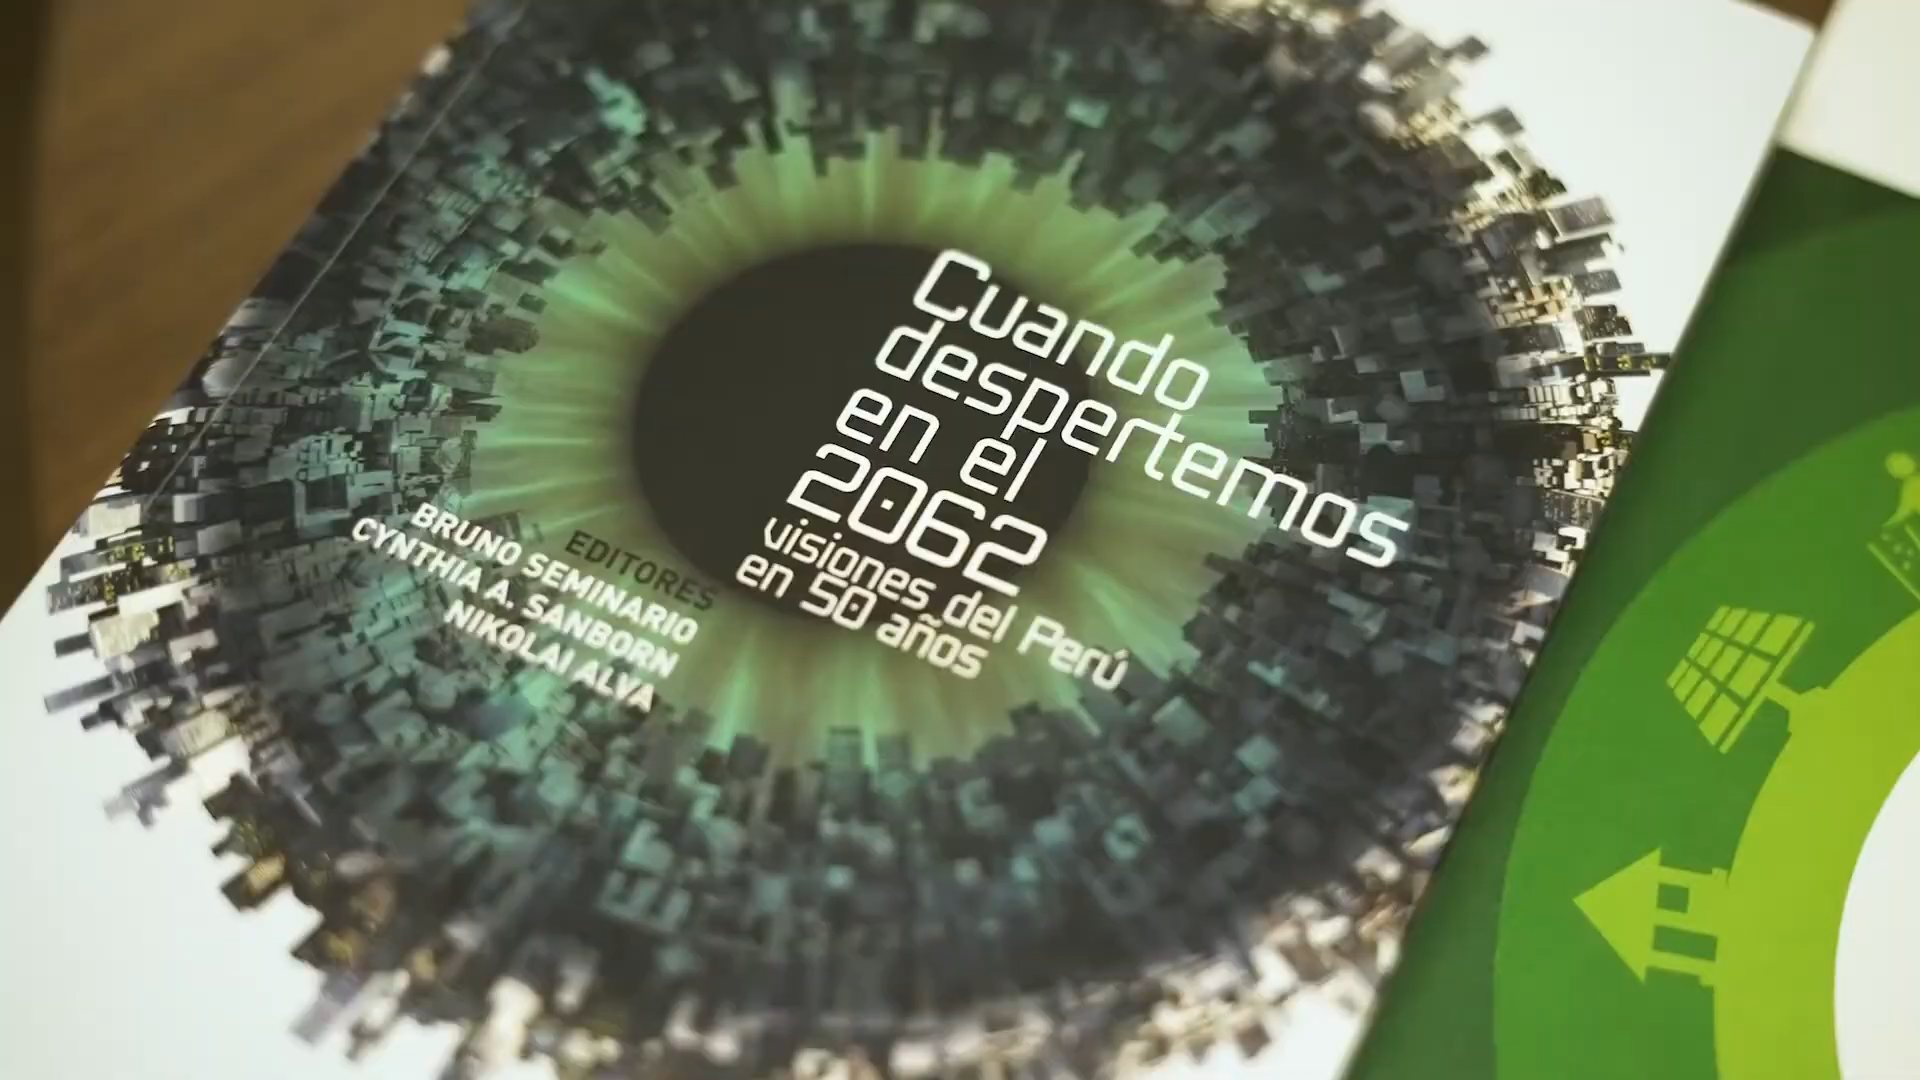 Cuando
despertemos
en el
2062
visiones del Perú
en 50 años
EDITORES
BRUNO SEMINARIO
CYNTHIA A. SANBORN
NIKOLAI ALVA